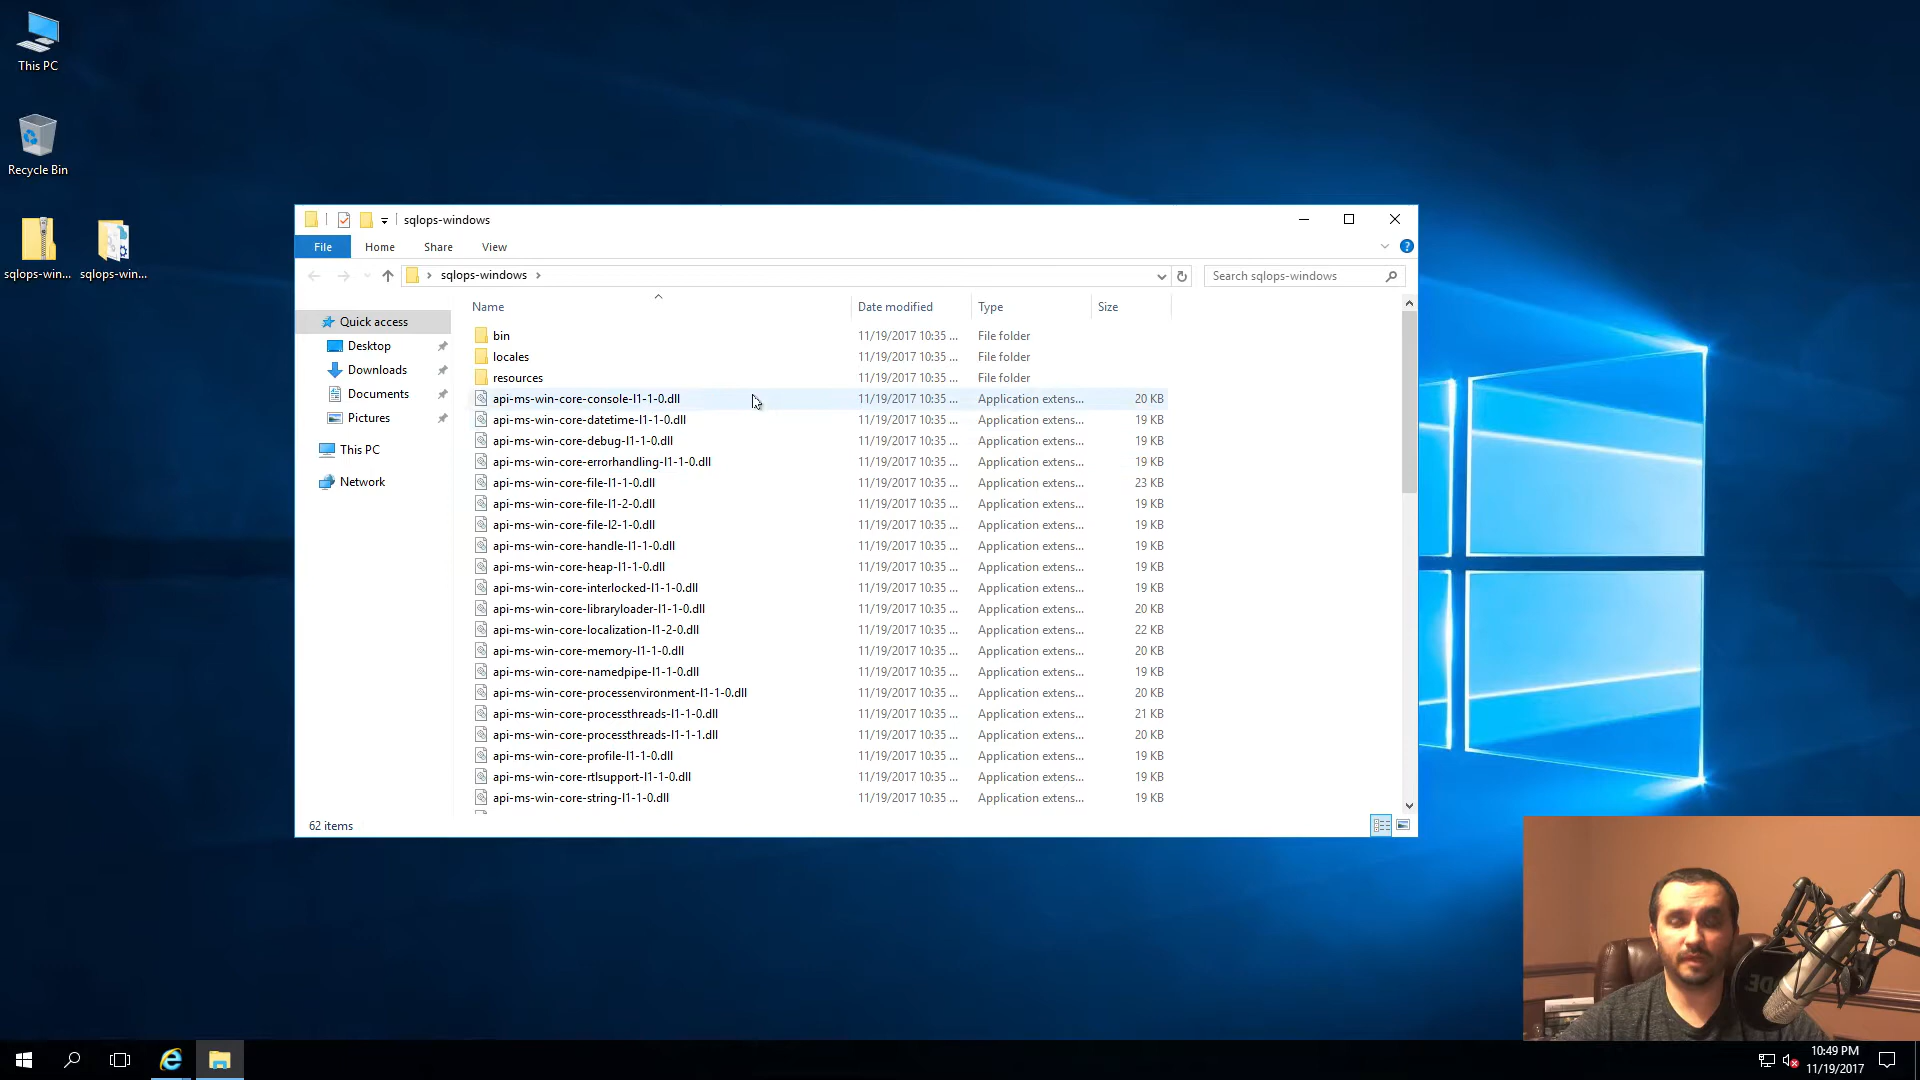 This PC
Recycle Bin
sqlops-win...
sqlops-win...
sqlops-windows
File
Home
Share
View
sqlops-windows
Search sqlops-windows
Quick access
Desktop
Downloads
Documents
Pictures
This PC
Network
Name
Date modified
Type
Size
bin 11/19/2017 10:35 ... File folder
locales 11/19/2017 10:35 ... File folder
resources 11/19/2017 10:35 ... File folder
api-ms-win-core-console-l1-1-0.dll 11/19/2017 10:35 ... Application extens... 20 KB
api-ms-win-core-datetime-l1-1-0.dll 11/19/2017 10:35 ... Application extens... 19 KB
api-ms-win-core-debug-l1-1-0.dll 11/19/2017 10:35 ... Application extens... 19 KB
api-ms-win-core-errorhandling-l1-1-0.dll 11/19/2017 10:35 ... Application extens... 19 KB
api-ms-win-core-file-l1-1-0.dll 11/19/2017 10:35 ... Application extens... 23 KB
api-ms-win-core-file-l1-2-0.dll 11/19/2017 10:35 ... Application extens... 19 KB
api-ms-win-core-file-l2-1-0.dll 11/19/2017 10:35 ... Application extens... 19 KB
api-ms-win-core-handle-l1-1-0.dll 11/19/2017 10:35 ... Application extens... 19 KB
api-ms-win-core-heap-l1-1-0.dll 11/19/2017 10:35 ... Application extens... 19 KB
api-ms-win-core-interlocked-l1-1-0.dll 11/19/2017 10:35 ... Application extens... 19 KB
api-ms-win-core-libraryloader-l1-1-0.dll 11/19/2017 10:35 ... Application extens... 20 KB
api-ms-win-core-localization-l1-2-0.dll 11/19/2017 10:35 ... Application extens... 22 KB
api-ms-win-core-memory-l1-1-0.dll 11/19/2017 10:35 ... Application extens... 20 KB
api-ms-win-core-namedpipe-l1-1-0.dll 11/19/2017 10:35 ... Application extens... 19 KB
api-ms-win-core-processenvironment-l1-1-0.dll 11/19/2017 10:35 ... Application extens... 20 KB
api-ms-win-core-processthreads-l1-1-0.dll 11/19/2017 10:35 ... Application extens... 21 KB
api-ms-win-core-processthreads-l1-1-1.dll 11/19/2017 10:35 ... Application extens... 20 KB
api-ms-win-core-profile-l1-1-0.dll 11/19/2017 10:35 ... Application extens... 19 KB
api-ms-win-core-rtlsupport-l1-1-0.dll 11/19/2017 10:35 ... Application extens... 19 KB
api-ms-win-core-string-l1-1-0.dll 11/19/2017 10:35 ... Application extens... 19 KB
62 items
10:49 PM
11/19/2017